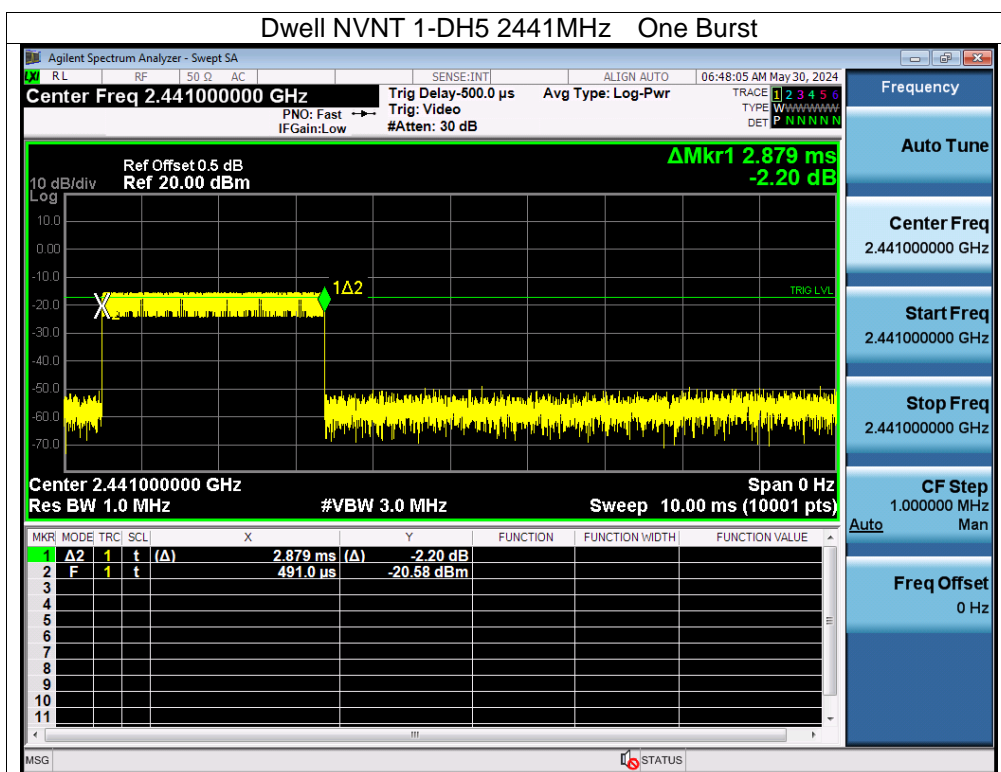 Dwell NVNT 1-DH5 2441MHz One Burst
Agilent Spectrum Analyzer - Swept SA
LXI RL RF 50 Ω AC SENSE:INT ALIGN AUTO 06:48:05 AM May 30, 2024
Center Freq 2.441000000 GHz
PNO: Fast
IFGain:Low
Trig Delay-500.0 µs
Trig: Video
#Atten: 30 dB
Avg Type: Log-Pwr
TRACE 1 2 3 4 5 6
TYPE WWWWWW
DET P N N N N N
ΔMkr1 2.879 ms
-2.20 dB
Ref Offset 0.5 dB
10 dB/div Ref 20.00 dBm
Log
10.0
0.00
-10.0
1Δ2
TRIG LVL
-20.0
2
-30.0
-40.0
-50.0
-60.0
-70.0
Center 2.441000000 GHz Span 0 Hz
Res BW 1.0 MHz #VBW 3.0 MHz Sweep 10.00 ms (10001 pts)
MKR MODE TRC SCL X Y FUNCTION FUNCTION WIDTH FUNCTION VALUE
1 Δ2 1 t (Δ) 2.879 ms (Δ) -2.20 dB
2 F 1 t 491.0 µs -20.58 dBm
3
4
5
6
7
8
9
10
11
MSG STATUS
Frequency
Auto Tune
Center Freq
2.441000000 GHz
Start Freq
2.441000000 GHz
Stop Freq
2.441000000 GHz
CF Step
1.000000 MHz
Auto Man
Freq Offset
0 Hz